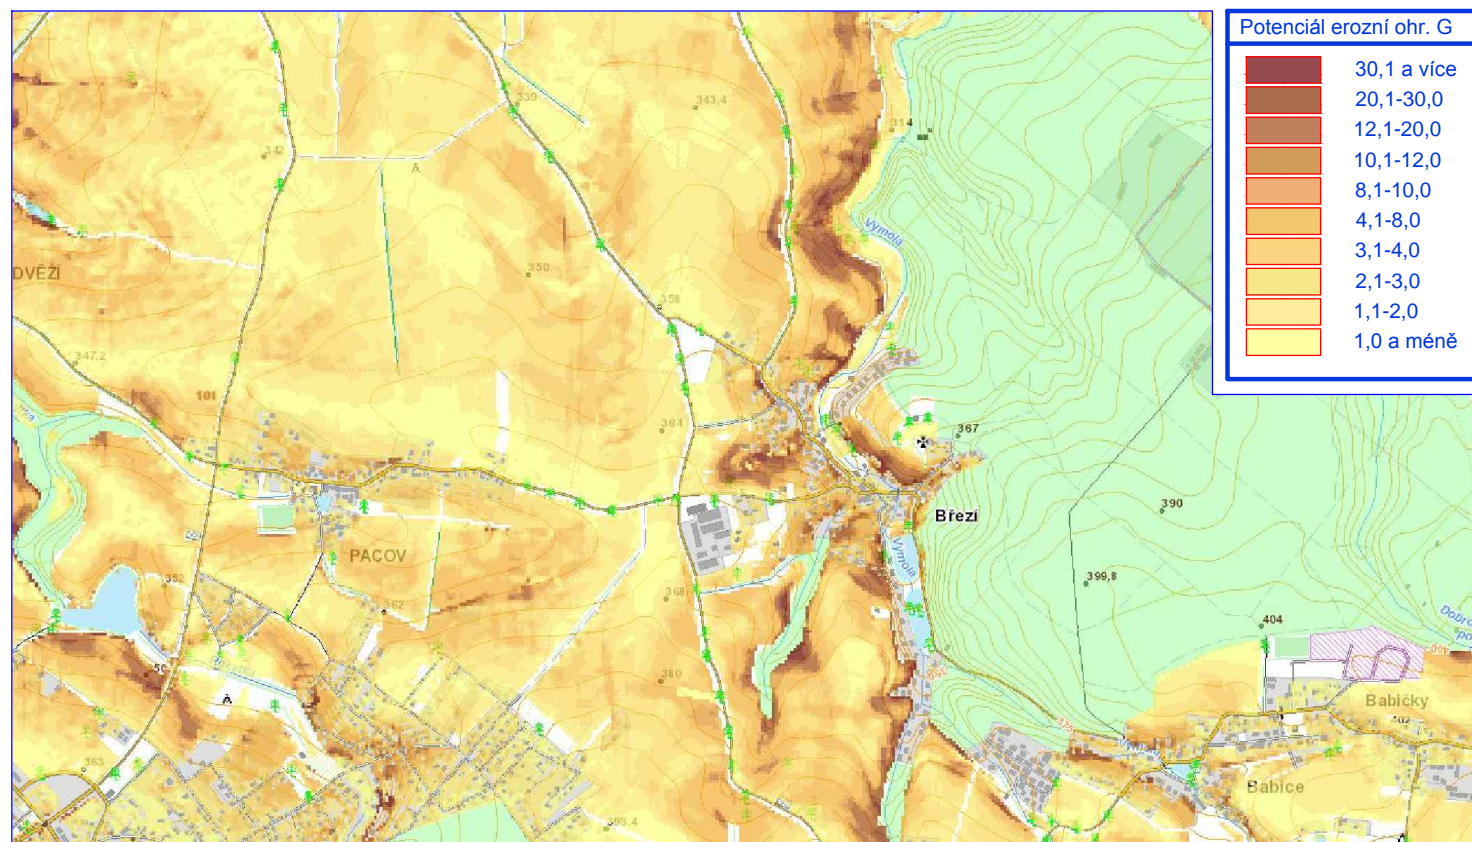 Potenciál erozní ohr. G
30,1 a více
20,1-30,0
12,1-20,0
10,1-12,0
8,1-10,0
4,1-8,0
3,1-4,0
2,1-3,0
1,1-2,0
1,0 a méně
339
343,4
314
342
Výmola
DVĚŽÍ
350
358
347,2
101
364
367
390
Březí
PACOV
Výmola
352
362
368
399,8
404
380
Babičky
402
363
Babice
393,4